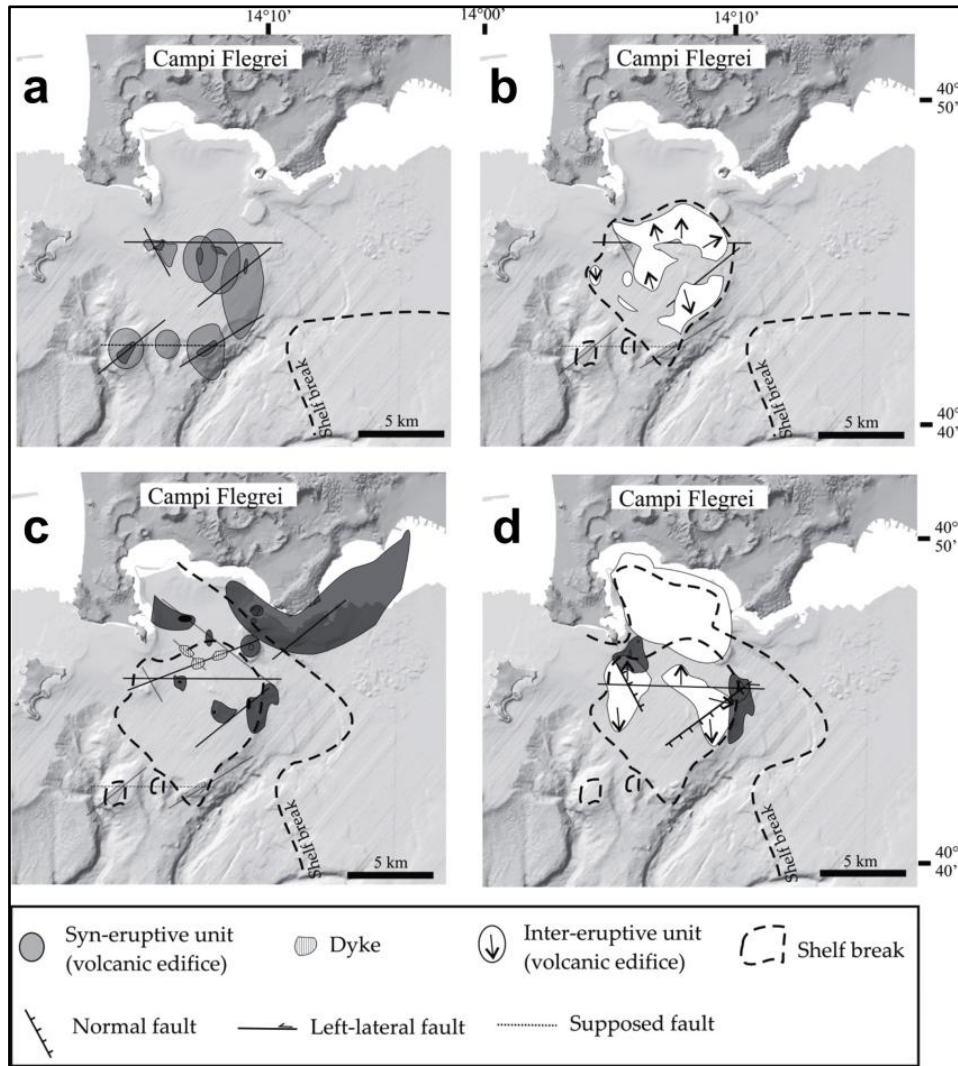 14°10'
14°00'
14°10'
Campi Flegrei
Campi Flegrei
a
b
40°
50'
Shelf break
5 km
Shelf break
5 km
40°
40'
Campi Flegrei
Campi Flegrei
c
d
40°
50'
Shelf break
5 km
Shelf break
5 km
40°
40'
Syn-eruptive unit
(volcanic edifice)
Dyke
Inter-eruptive unit
(volcanic edifice)
Shelf break
Normal fault
Left-lateral fault
Supposed fault